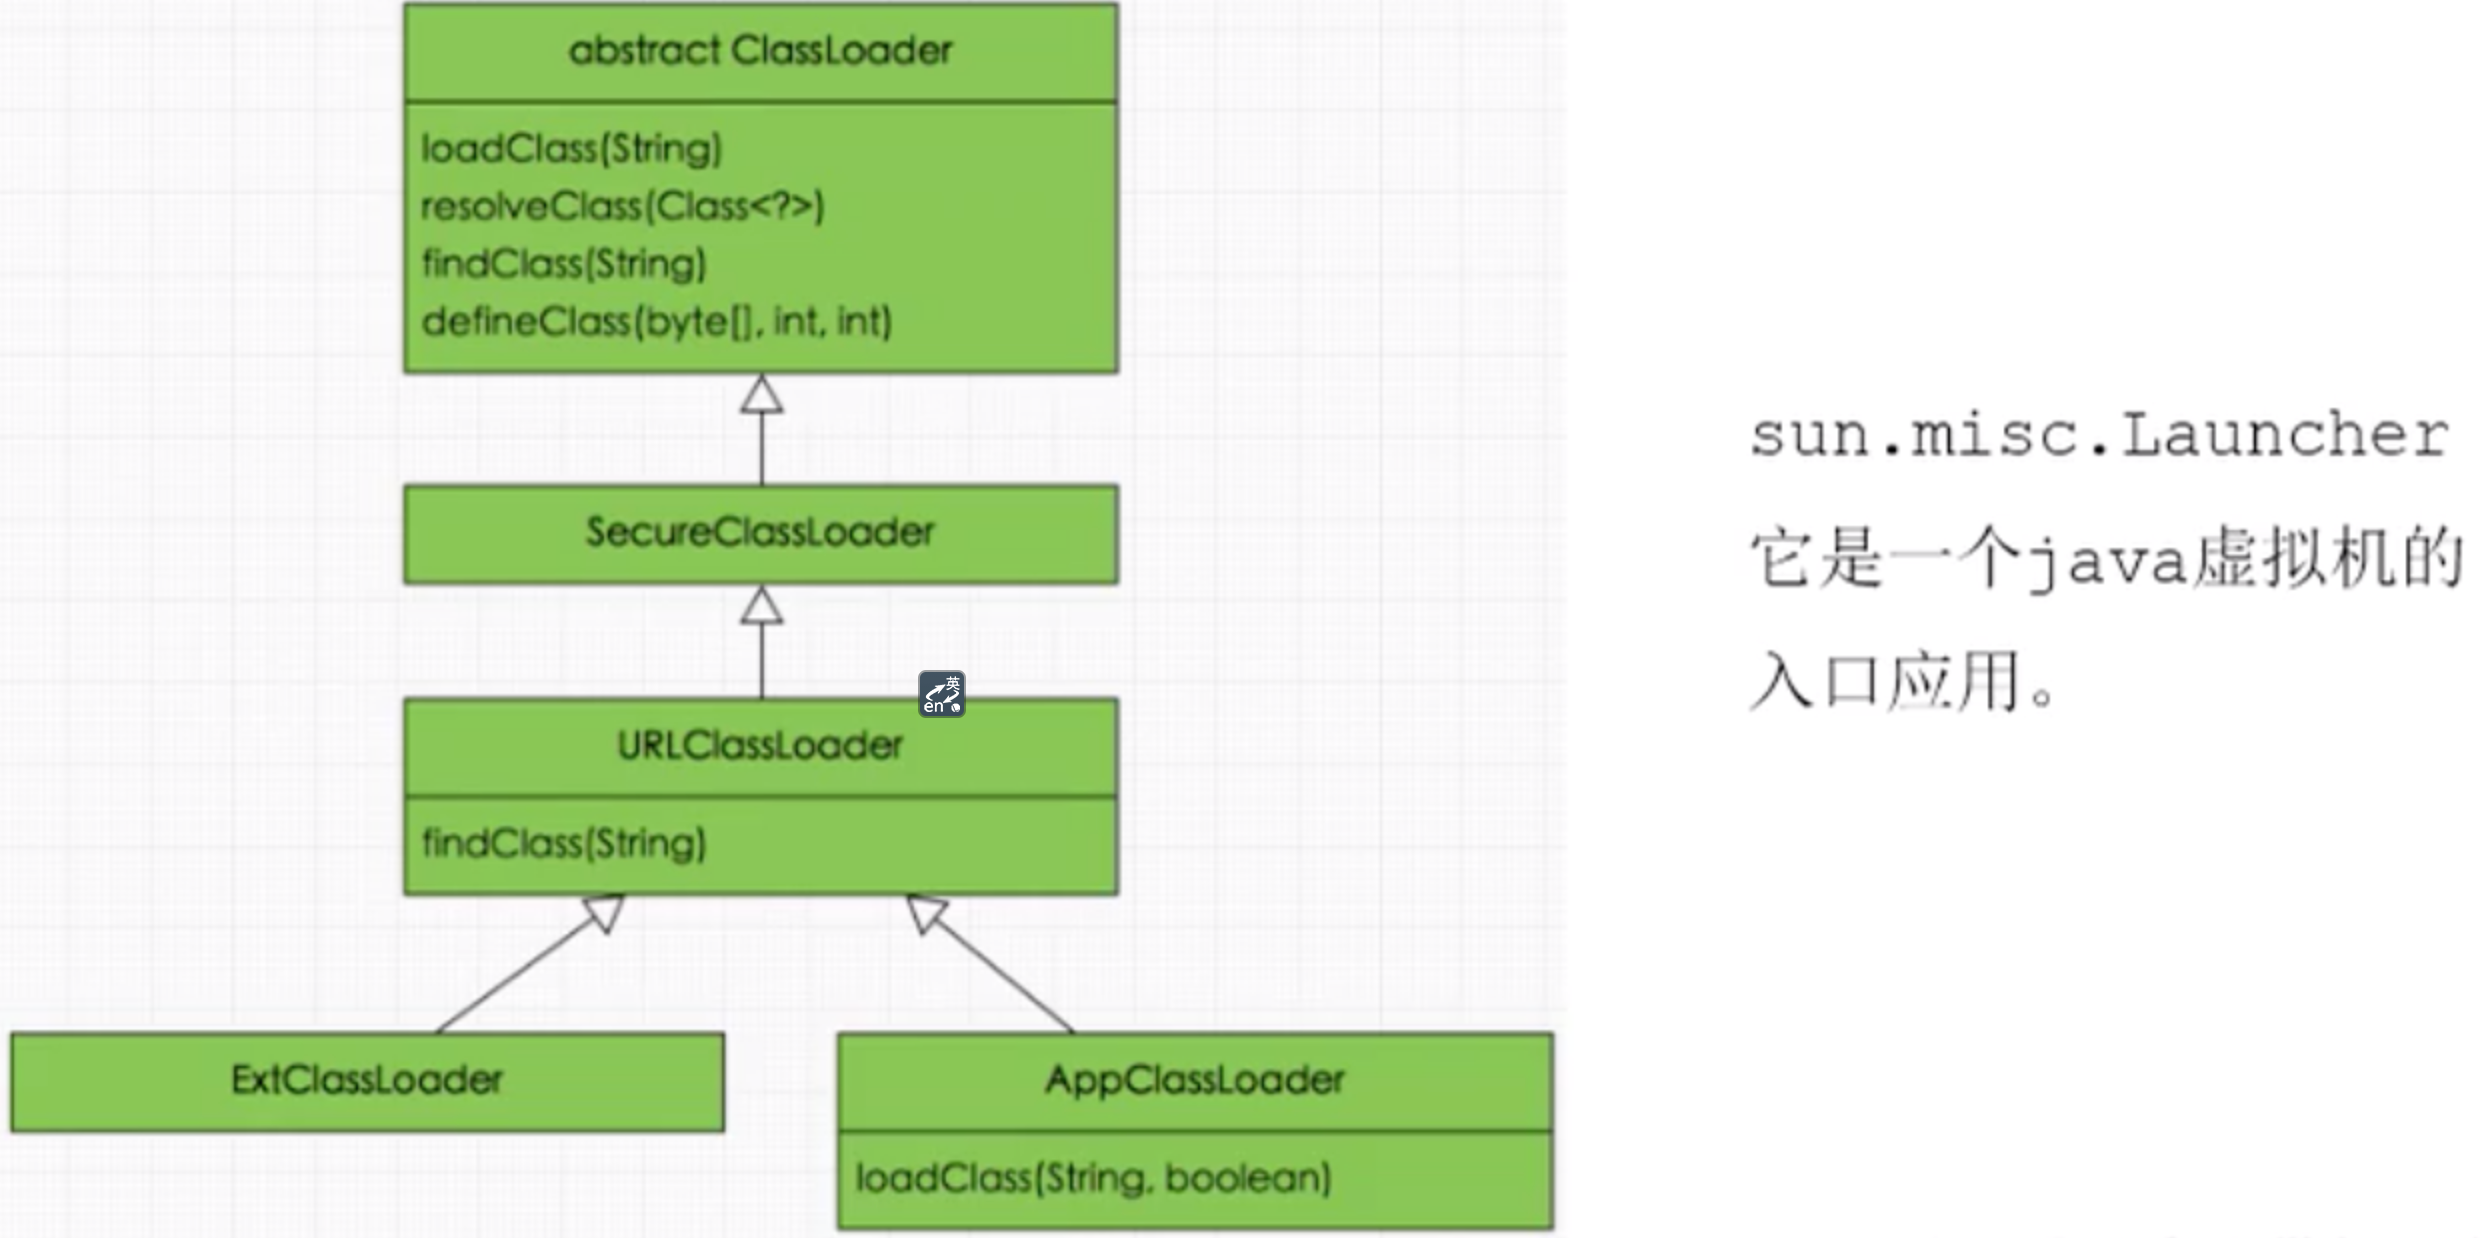 abstract ClassLoader
loadClass(String)
resolveClass(Class<?>)
findClass(String)
defineClass(byte[], int, int)
SecureClassLoader
英
en
URLClassLoader
findClass(String)
ExtClassLoader
AppClassLoader
loadClass(String, boolean)
sun.misc.Launcher
它是一个java虚拟机的
入口应用。